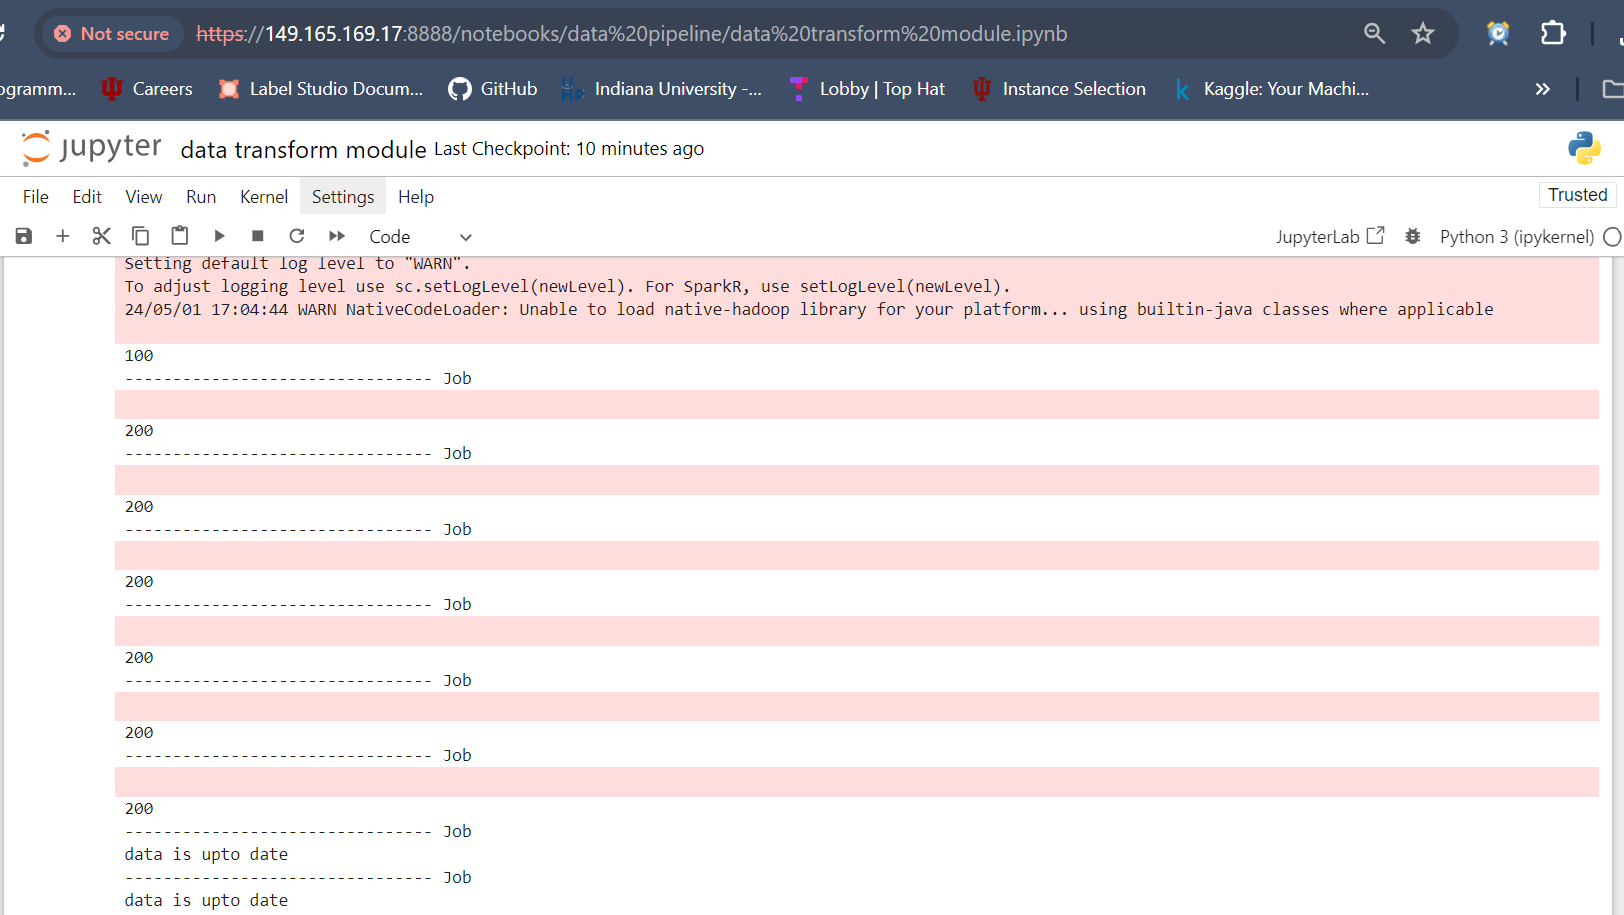 Not secure https://149.165.169.17:8888/notebooks/data%20pipeline/data%20transform%20module.ipynb
ogramm... Careers Label Studio Docum... GitHub Indiana University -... Lobby | Top Hat Instance Selection Kaggle: Your Machi... »
jupyter data transform module Last Checkpoint: 10 minutes ago
File Edit View Run Kernel Settings Help Trusted
Code JupyterLab Python 3 (ipykernel)
Setting default log level to "WARN".
To adjust logging level use sc.setLogLevel(newLevel). For SparkR, use setLogLevel(newLevel).
24/05/01 17:04:44 WARN NativeCodeLoader: Unable to load native-hadoop library for your platform... using builtin-java classes where applicable
100
-------------------------------- Job
200
-------------------------------- Job
200
-------------------------------- Job
200
-------------------------------- Job
200
-------------------------------- Job
200
-------------------------------- Job
200
-------------------------------- Job
data is upto date
-------------------------------- Job
data is upto date